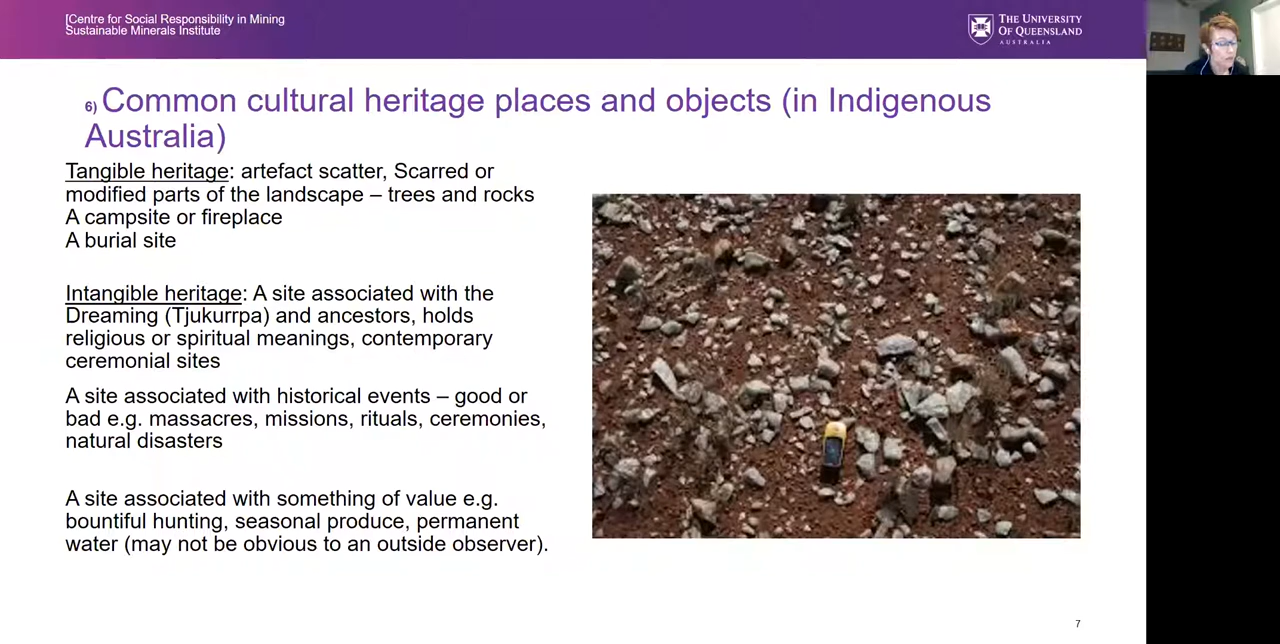 [Centre for Social Responsibility in Mining
Sustainable Minerals Institute
THE UNIVERSITY
OF QUEENSLAND
AUSTRALIA
6) Common cultural heritage places and objects (in Indigenous
Australia)
Tangible heritage: artefact scatter, Scarred or
modified parts of the landscape – trees and rocks
A campsite or fireplace
A burial site
Intangible heritage: A site associated with the
Dreaming (Tjukurrpa) and ancestors, holds
religious or spiritual meanings, contemporary
ceremonial sites
A site associated with historical events – good or
bad e.g. massacres, missions, rituals, ceremonies,
natural disasters
A site associated with something of value e.g.
bountiful hunting, seasonal produce, permanent
water (may not be obvious to an outside observer).
7